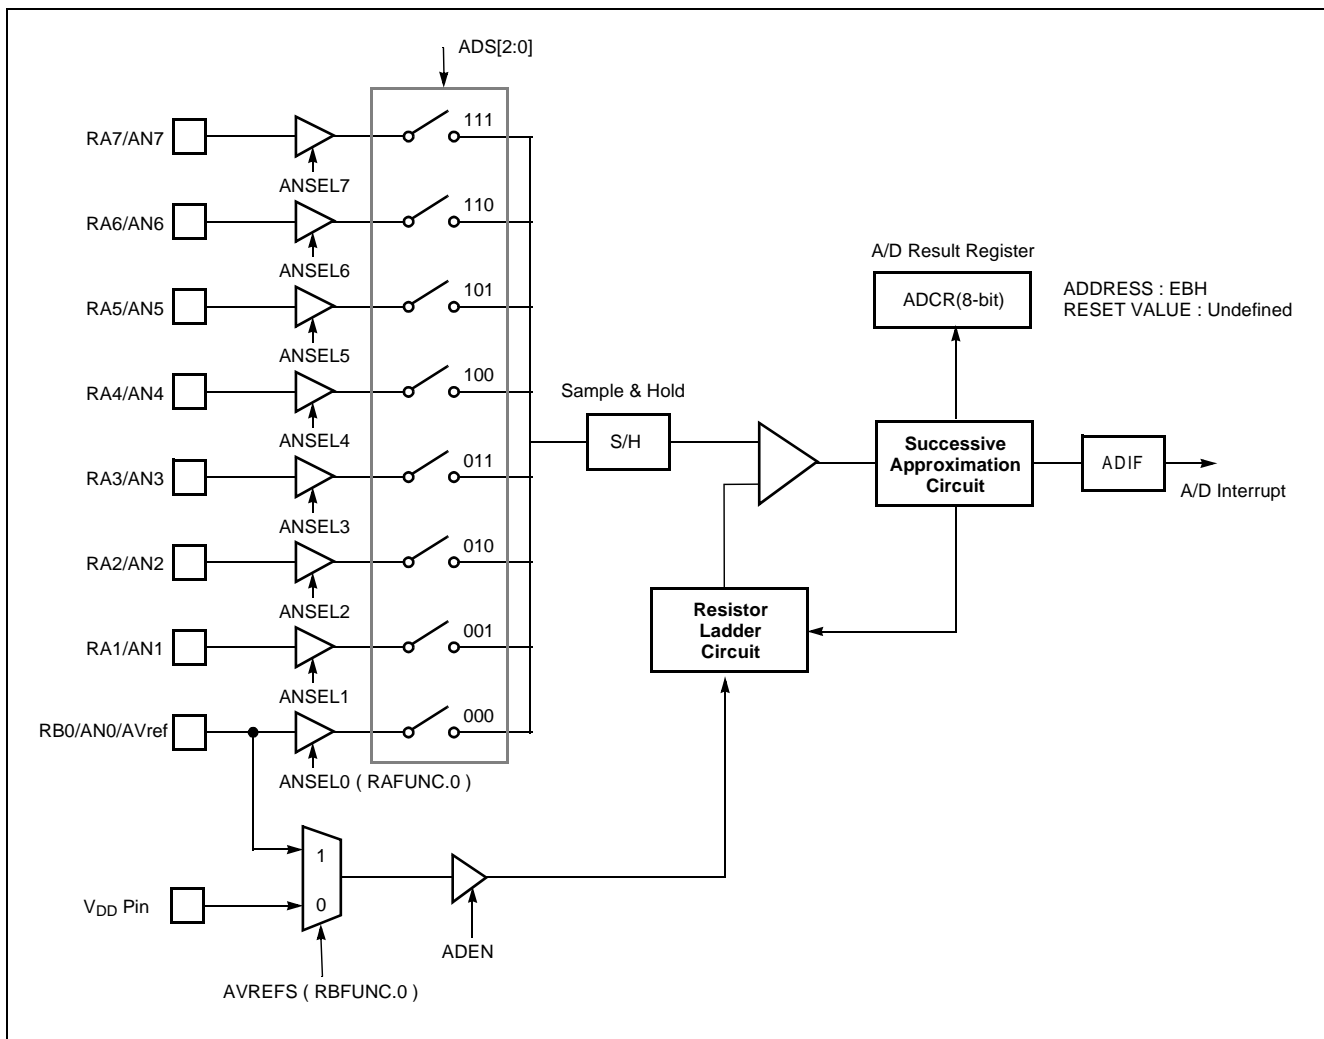 ADS[2:0]
RA7/AN7
111
ANSEL7
RA6/AN6
110
ANSEL6
RA5/AN5
101
ANSEL5
RA4/AN4
100
ANSEL4
RA3/AN3
011
ANSEL3
RA2/AN2
010
ANSEL2
RA1/AN1
001
ANSEL1
RB0/AN0/AVref
000
ANSEL0 ( RAFUNC.0 )
1
0
VDD Pin
ADEN
AVREFS ( RBFUNC.0 )
Sample & Hold
S/H
A/D Result Register
ADCR(8-bit)
ADDRESS : EBH
RESET VALUE : Undefined
Successive
Approximation
Circuit
ADIF
A/D Interrupt
Resistor
Ladder
Circuit